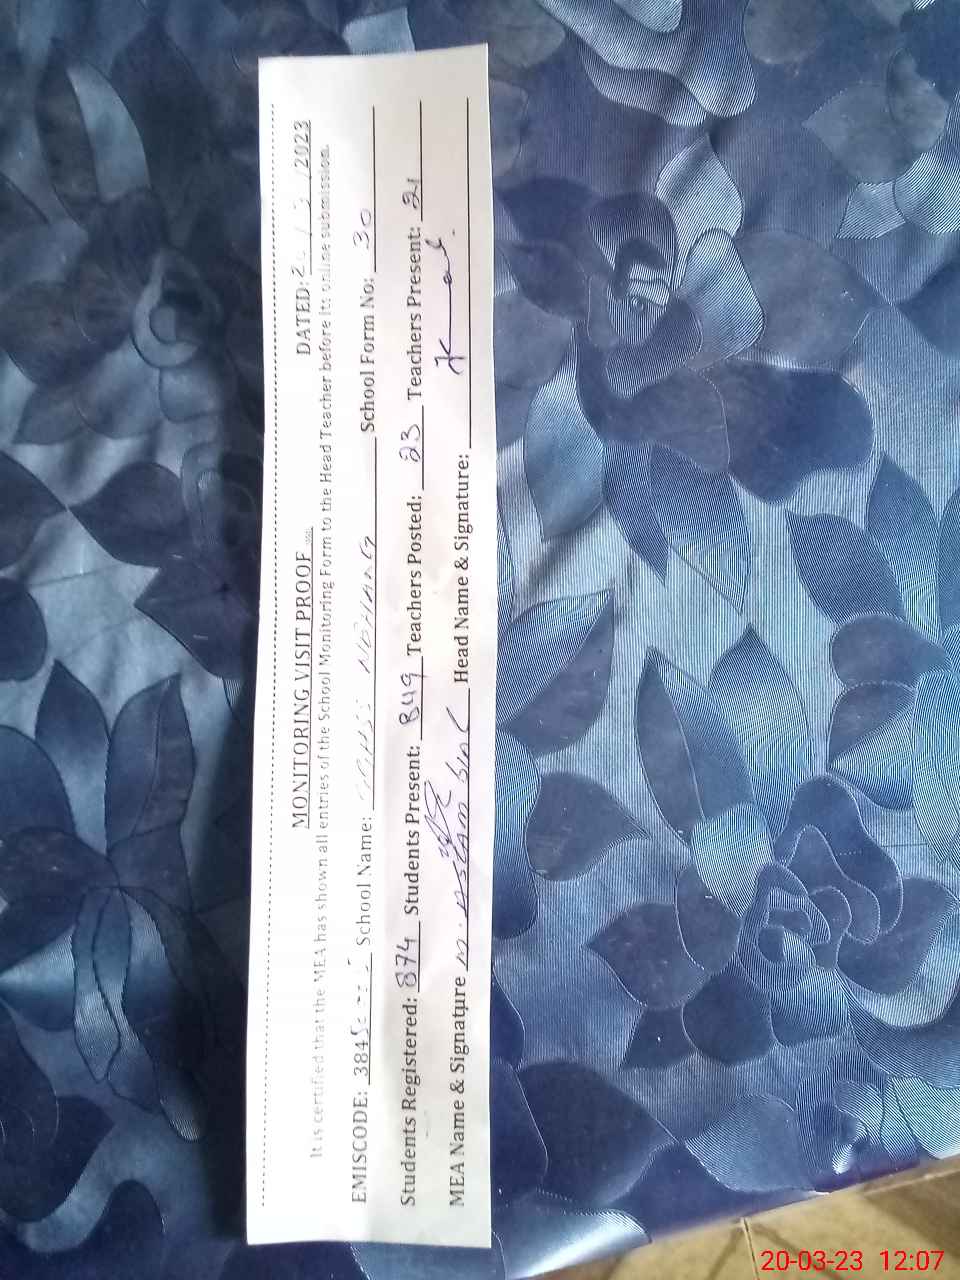 MONITORING VISIT PROOF
DATED: 20/3/2023
It is certified that the MEA has shown all entries of the School Monitoring Form to the Head Teacher before its online submission.
EMISCODE: 384 School Name: School Form No: 30
Students Registered: 874 Students Present: 849 Teachers Posted: 23 Teachers Present: 21
MEA Name & Signature M. ASLAM Head Name & Signature:
20-03-23 12:07